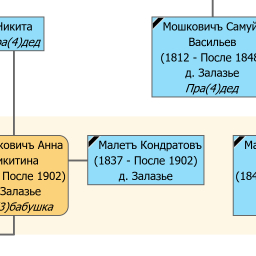 Никита
Пра(4)дед
Мошковичъ Самуй
Васильев
(1812 - После 1848
д. Залазье
Пра(4)дед
ковичъ Анна
икитина
После 1902)
Залазье
3)бабушка
Малетъ Кондратовъ
(1837 - После 1902)
д. Залазье
Ма
(184